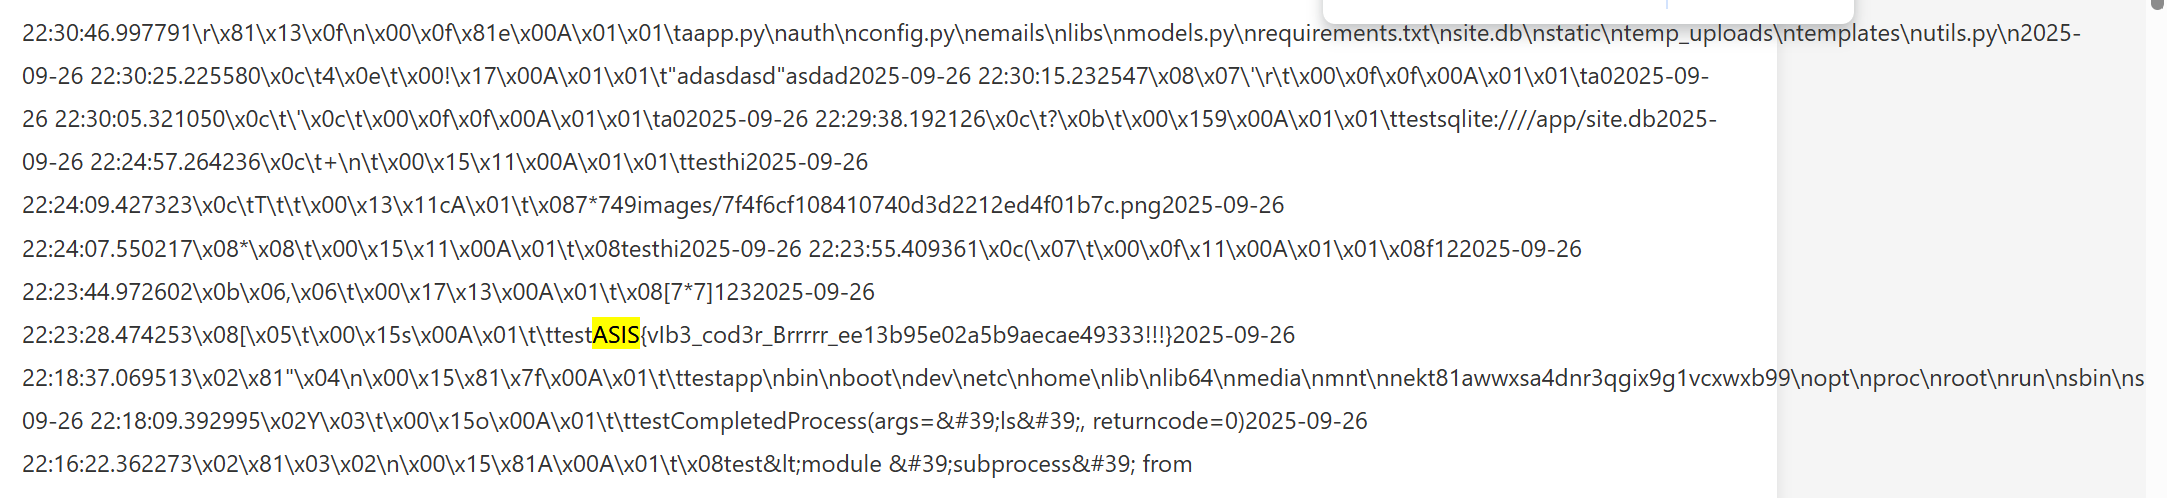 22:30:46.997791\r\x81\x13\x0f\n\x00\x0f\x81e\x00A\x01\x01\taapp.py\nauth\nconfig.py\nemails\nlibs\nmodels.py\nrequirements.txt\nsite.db\nstatic\ntemp_uploads\ntemplates\nutils.py\n2025-
09-26 22:30:25.225580\x0c\t4\x0e\t\x00!\x17\x00A\x01\x01\t"adasdasd"asdad2025-09-26 22:30:15.232547\x08\x07\'\r\t\x00\x0f\x0f\x00A\x01\x01\ta02025-09-
26 22:30:05.321050\x0c\t\'\x0c\t\x00\x0f\x0f\x00A\x01\x01\ta02025-09-26 22:29:38.192126\x0c\t?\x0b\t\x00\x159\x00A\x01\x01\ttestsqlite:////app/site.db2025-
09-26 22:24:57.264236\x0c\t+\n\t\x00\x15\x11\x00A\x01\x01\ttesthi2025-09-26
22:24:09.427323\x0c\tT\t\t\x00\x13\x11cA\x01\t\x087*749images/7f4f6cf108410740d3d2212ed4f01b7c.png2025-09-26
22:24:07.550217\x08*\x08\t\x00\x15\x11\x00A\x01\t\x08testhi2025-09-26 22:23:55.409361\x0c(\x07\t\x00\x0f\x11\x00A\x01\x01\x08f122025-09-26
22:23:44.972602\x0b\x06,\x06\t\x00\x17\x13\x00A\x01\t\x08[7*7]1232025-09-26
22:23:28.474253\x08[\x05\t\x00\x15s\x00A\x01\t\ttestASIS{vIb3_cod3r_Brrrrr_ee13b95e02a5b9aecae49333!!!}2025-09-26
22:18:37.069513\x02\x81"\x04\n\x00\x15\x81\x7f\x00A\x01\t\ttestapp\nbin\nboot\ndev\netc\nhome\nlib\nlib64\nmedia\nmnt\nnekt81awwxsa4dnr3qgix9g1vcxwxb99\nopt\nproc\nroot\nrun\nsbin\ns
09-26 22:18:09.392995\x02Y\x03\t\x00\x15o\x00A\x01\t\ttestCompletedProcess(args=&#39;ls&#39;, returncode=0)2025-09-26
22:16:22.362273\x02\x81\x03\x02\n\x00\x15\x81A\x00A\x01\t\x08test&lt;module &#39;subprocess&#39; from